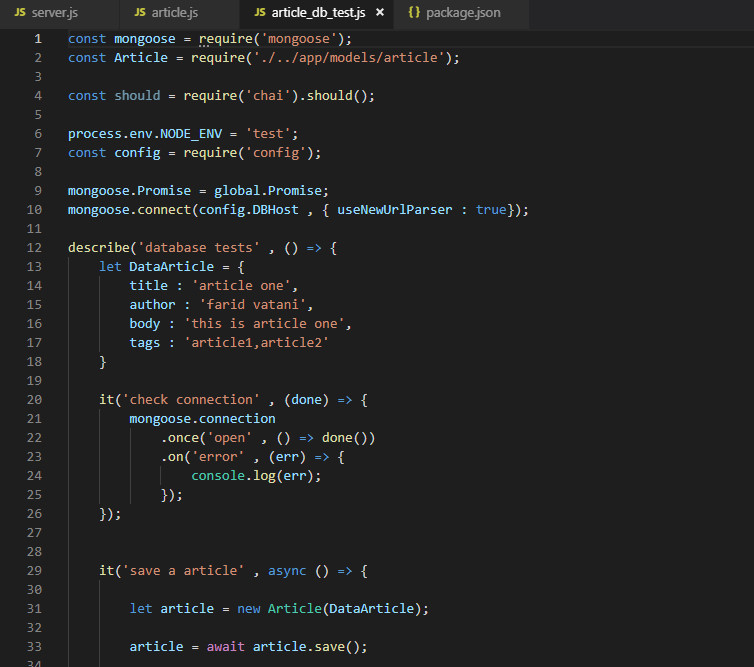 JS server.js JS article.js JS article_db_test.js × {} package.json
1 const mongoose = require('mongoose');
2 const Article = require('./../app/models/article');
3
4 const should = require('chai').should();
5
6 process.env.NODE_ENV = 'test';
7 const config = require('config');
8
9 mongoose.Promise = global.Promise;
10 mongoose.connect(config.DBHost , { useNewUrlParser : true});
11
12 describe('database tests' , () => {
13     let DataArticle = {
14         title : 'article one',
15         author : 'farid vatani',
16         body : 'this is article one',
17         tags : 'article1,article2'
18     }
19
20     it('check connection' , (done) => {
21         mongoose.connection
22             .once('open' , () => done())
23             .on('error' , (err) => {
24                 console.log(err);
25             });
26     });
27
28
29     it('save a article' , async () => {
30
31         let article = new Article(DataArticle);
32
33         article = await article.save();
34